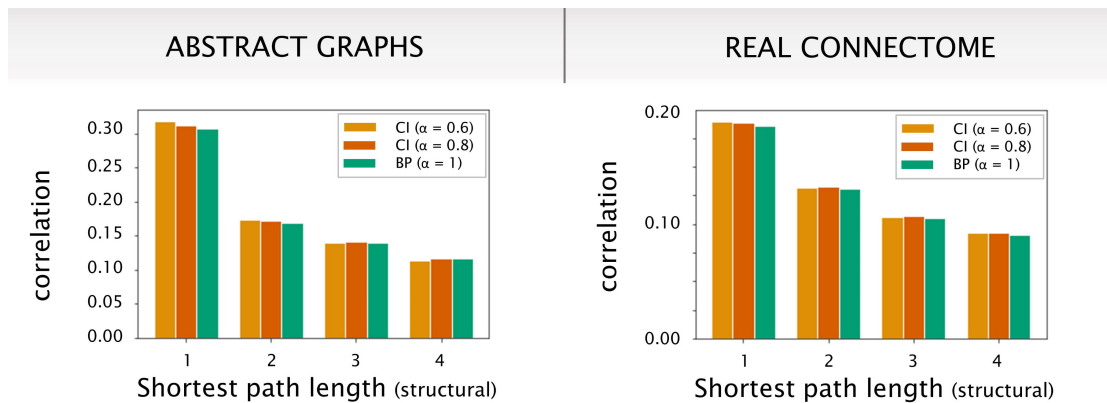 ABSTRACT GRAPHS
0.30
0.25
0.20
0.15
0.10
0.05
0.00
correlation
CI (α = 0.6)
CI (α = 0.8)
BP (α = 1)
1 2 3 4
Shortest path length (structural)
REAL CONNECTOME
0.20
0.10
0.00
correlation
CI (α = 0.6)
CI (α = 0.8)
BP (α = 1)
1 2 3 4
Shortest path length (structural)